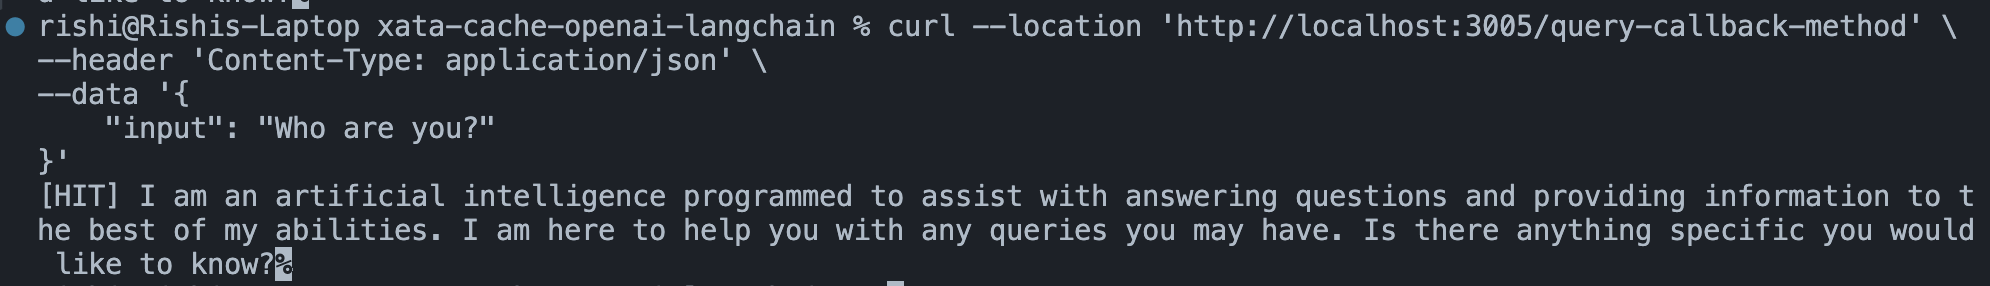 rishi@Rishis-Laptop xata-cache-openai-langchain % curl --location 'http://localhost:3005/query-callback-method' \
--header 'Content-Type: application/json' \
--data '{
    "input": "Who are you?"
}'
[HIT] I am an artificial intelligence programmed to assist with answering questions and providing information to t
he best of my abilities. I am here to help you with any queries you may have. Is there anything specific you would
 like to know?%